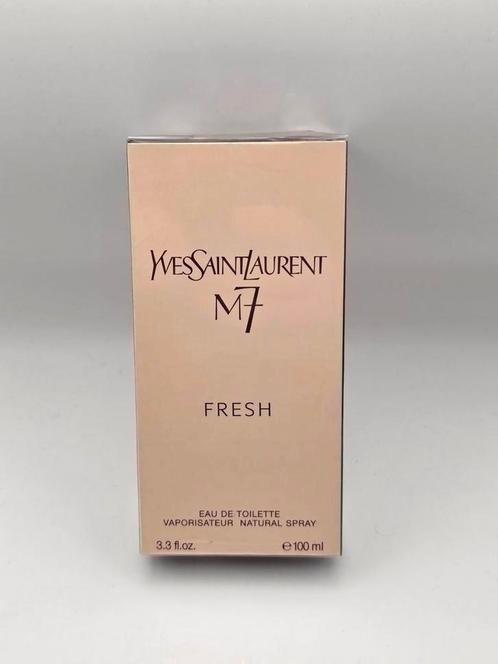 YVESSAINTLAURENT
M7
FRESH
EAU DE TOILETTE
VAPORISATEUR NATURAL SPRAY
3.3 fl.oz. ℮100 ml